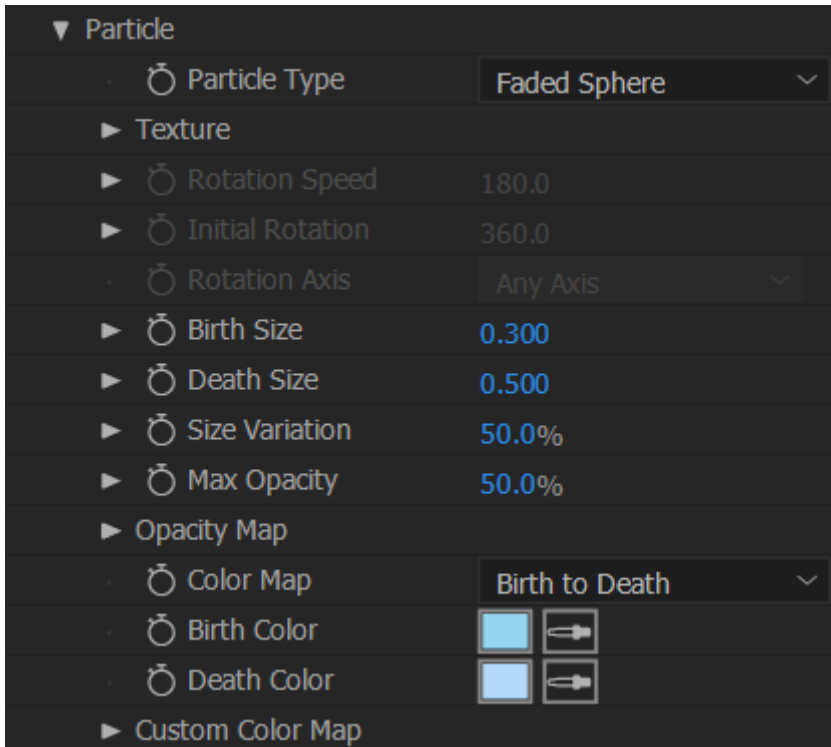 Particle
Particle Type Faded Sphere
Texture
Rotation Speed 180.0
Initial Rotation 360.0
Rotation Axis Any Axis
Birth Size 0.300
Death Size 0.500
Size Variation 50.0%
Max Opacity 50.0%
Opacity Map
Color Map Birth to Death
Birth Color
Death Color
Custom Color Map